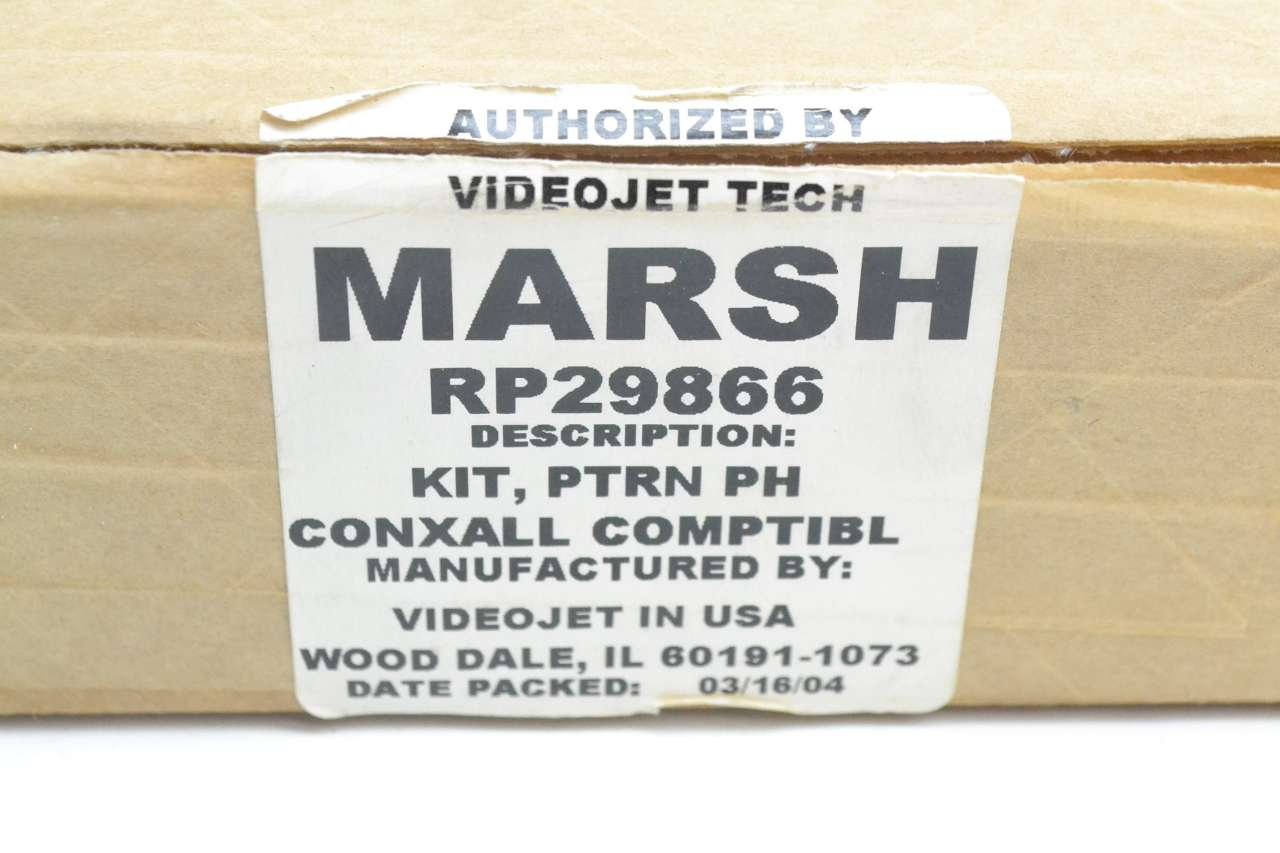 AUTHORIZED BY
VIDEOJET TECH
MARSH
RP29866
DESCRIPTION:
KIT, PTRN PH
CONXALL COMPTIBL
MANUFACTURED BY:
VIDEOJET IN USA
WOOD DALE, IL 60191-1073
DATE PACKED: 03/16/04